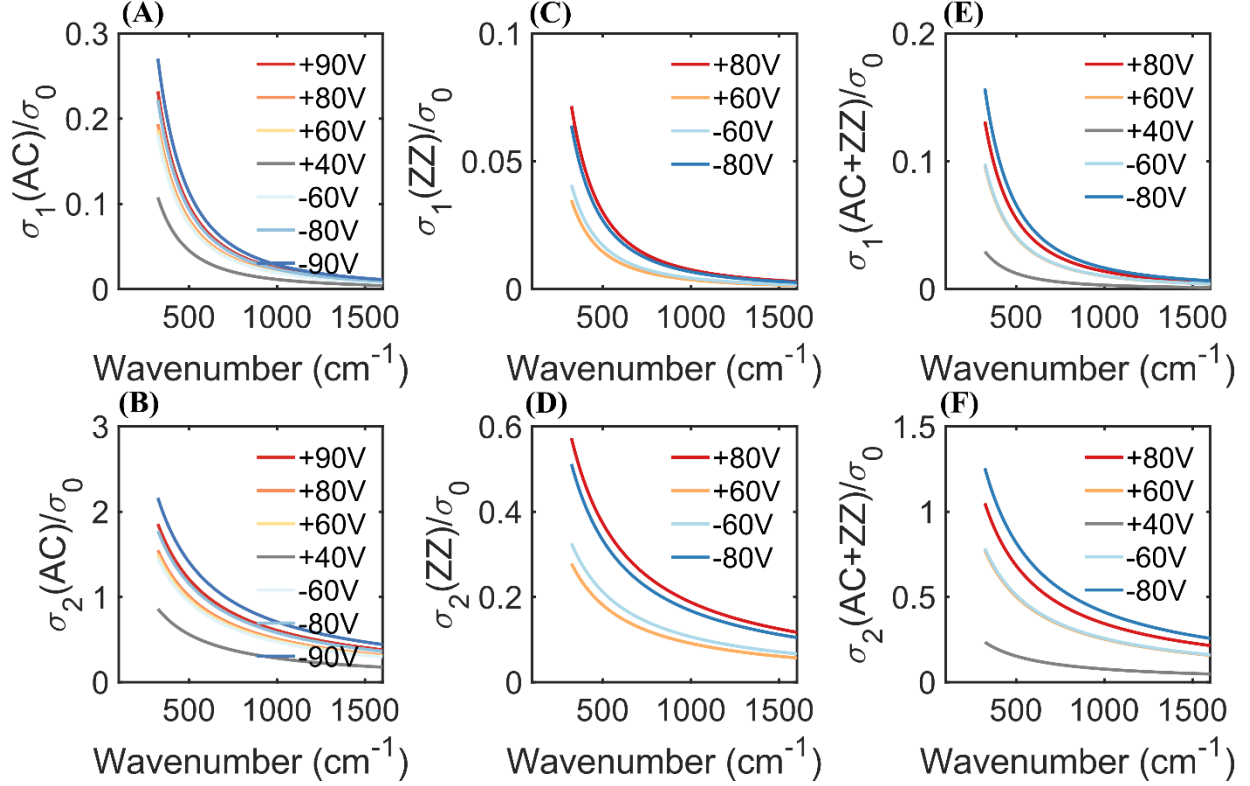 (A)
σ1(AC)/σ0
0.3
0.2
0.1
0
+90V
+80V
+60V
+40V
-60V
-80V
-90V
500 1000 1500
Wavenumber (cm-1)
(C)
σ1(ZZ)/σ0
0.1
0.05
0
+80V
+60V
-60V
-80V
500 1000 1500
Wavenumber (cm-1)
(E)
σ1(AC+ZZ)/σ0
0.2
0.1
0
+80V
+60V
+40V
-60V
-80V
500 1000 1500
Wavenumber (cm-1)
(B)
σ2(AC)/σ0
3
2
1
0
+90V
+80V
+60V
+40V
-60V
-80V
-90V
500 1000 1500
Wavenumber (cm-1)
(D)
σ2(ZZ)/σ0
0.6
0.4
0.2
0
+80V
+60V
-60V
-80V
500 1000 1500
Wavenumber (cm-1)
(F)
σ2(AC+ZZ)/σ0
1.5
1
0.5
0
+80V
+60V
+40V
-60V
-80V
500 1000 1500
Wavenumber (cm-1)